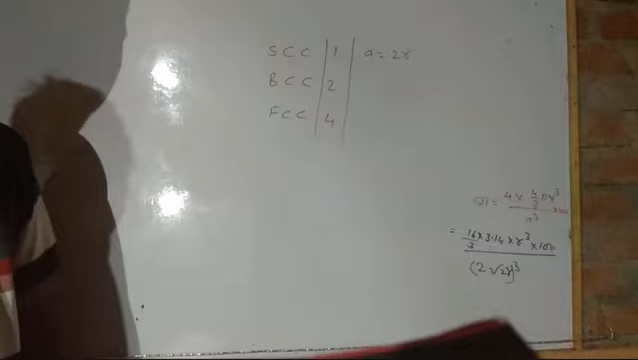 SCC | 1 | a = 2r
BCC | 2 |
FCC | 4 |
= 4 × 4/3 πr³ / a³ ×100
= 16/3 × 3.14 × r³ × 100 / (2√2r)³